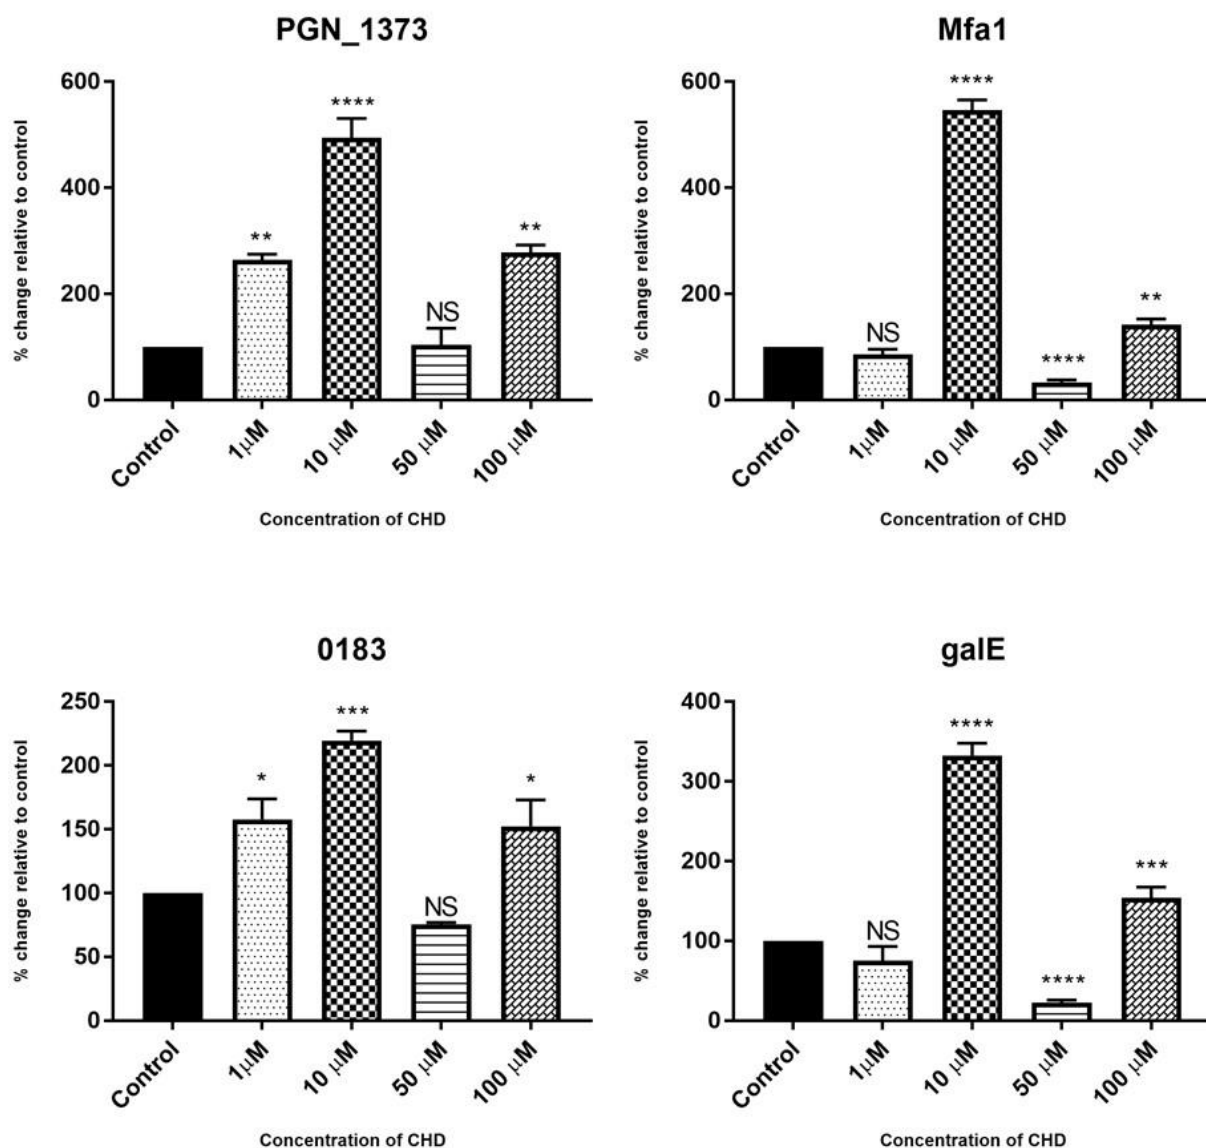 PGN_1373
% change relative to control
600
400
200
0
**
****
NS
**
Control
1μM
10 μM
50 μM
100 μM
Concentration of CHD
Mfa1
% change relative to control
600
400
200
0
NS
****
****
**
Control
1μM
10 μM
50 μM
100 μM
Concentration of CHD
0183
% change relative to control
250
200
150
100
50
0
*
***
NS
*
Control
1μM
10 μM
50 μM
100 μM
Concentration of CHD
galE
% change relative to control
400
300
200
100
0
NS
****
****
***
Control
1μM
10 μM
50 μM
100 μM
Concentration of CHD